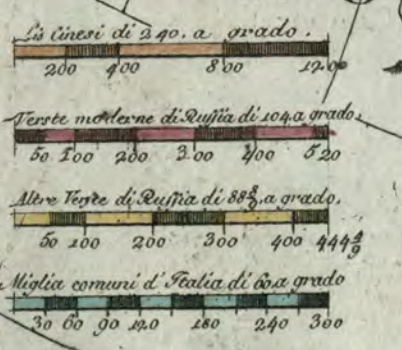 Lis Cinesi di 240. a grado.
200 400 800 1200
Verste moderne di Ruſſia di 104. a grado.
50 100 200 300 400 520
Altre Verste di Ruſſia di 88 8/9. a grado.
50 100 200 300 400 444 4/9
Miglia comuni d' Italia di 60. a grado
30 60 90 120 180 240 300